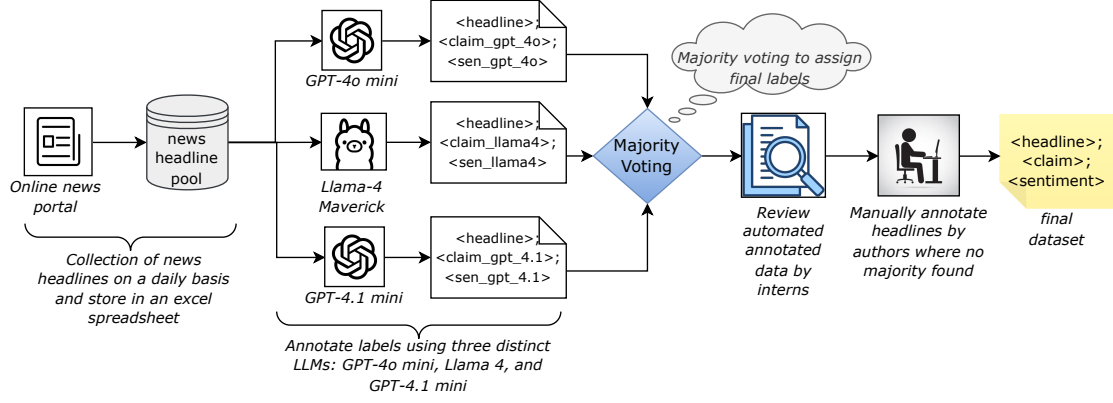 Online news
portal
news
headline
pool
Collection of news
headlines on a daily basis
and store in an excel
spreadsheet
GPT-4o mini
Llama-4
Maverick
GPT-4.1 mini
<headline>;
<claim_gpt_4o>;
<sen_gpt_4o>
<headline>;
<claim_llama4>;
<sen_llama4>
<headline>;
<claim_gpt_4.1>;
<sen_gpt_4.1>
Annotate labels using three distinct
LLMs: GPT-4o mini, Llama 4, and
GPT-4.1 mini
Majority voting to assign
final labels
Majority
Voting
Review
automated
annotated
data by
interns
Manually annotate
headlines by
authors where no
majority found
<headline>;
<claim>;
<sentiment>
final
dataset